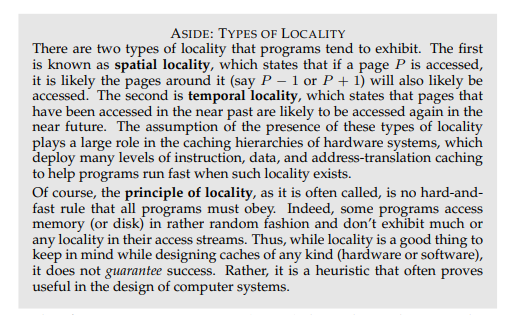 ASIDE: TYPES OF LOCALITY
There are two types of locality that programs tend to exhibit. The first
is known as spatial locality, which states that if a page P is accessed,
it is likely the pages around it (say P − 1 or P + 1) will also likely be
accessed. The second is temporal locality, which states that pages that
have been accessed in the near past are likely to be accessed again in the
near future. The assumption of the presence of these types of locality
plays a large role in the caching hierarchies of hardware systems, which
deploy many levels of instruction, data, and address-translation caching
to help programs run fast when such locality exists.
Of course, the principle of locality, as it is often called, is no hard-and-
fast rule that all programs must obey. Indeed, some programs access
memory (or disk) in rather random fashion and don't exhibit much or
any locality in their access streams. Thus, while locality is a good thing to
keep in mind while designing caches of any kind (hardware or software),
it does not guarantee success. Rather, it is a heuristic that often proves
useful in the design of computer systems.